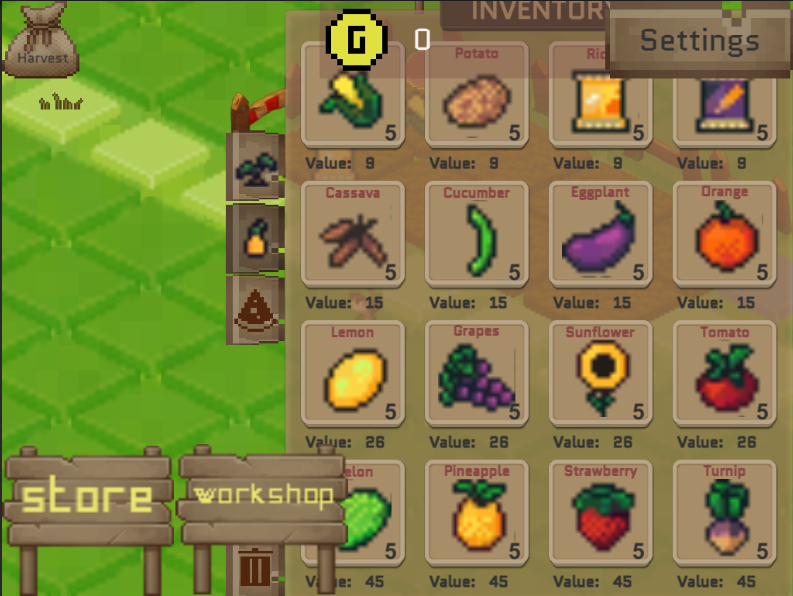 INVENTORY
Settings
G 0
Harvest
Potato
5 5 5 5
Value: 9 Value: 9 Value: 9 Value: 9
Cassava Cucumber Eggplant Orange
5 5 5 5
Value: 15 Value: 15 Value: 15 Value: 15
Lemon Grapes Sunflower Tomato
5 5 5 5
Value: 26 Value: 26 Value: 26 Value: 26
store workshop
elon Pineapple Strawberry Turnip
5 5 5 5
Value: 45 Value: 45 Value: 45 Value: 45